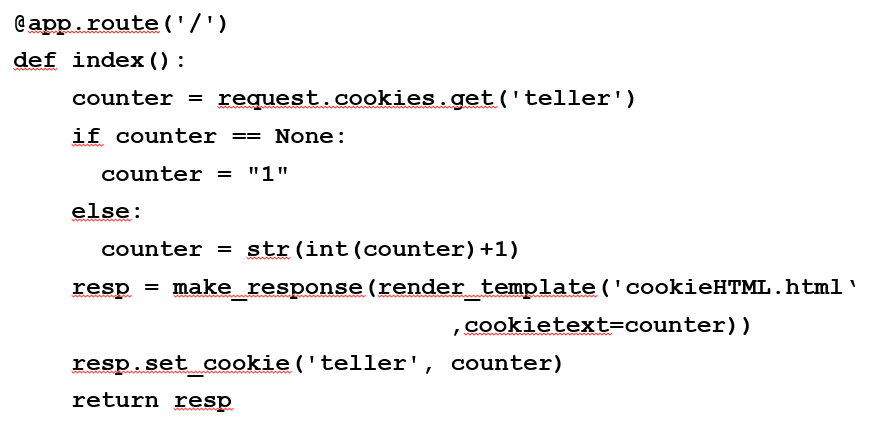 @app.route('/')
def index():
    counter = request.cookies.get('teller')
    if counter == None:
      counter = "1"
    else:
      counter = str(int(counter)+1)
    resp = make_response(render_template('cookieHTML.html‘
                              ,cookietext=counter))
    resp.set_cookie('teller', counter)
    return resp